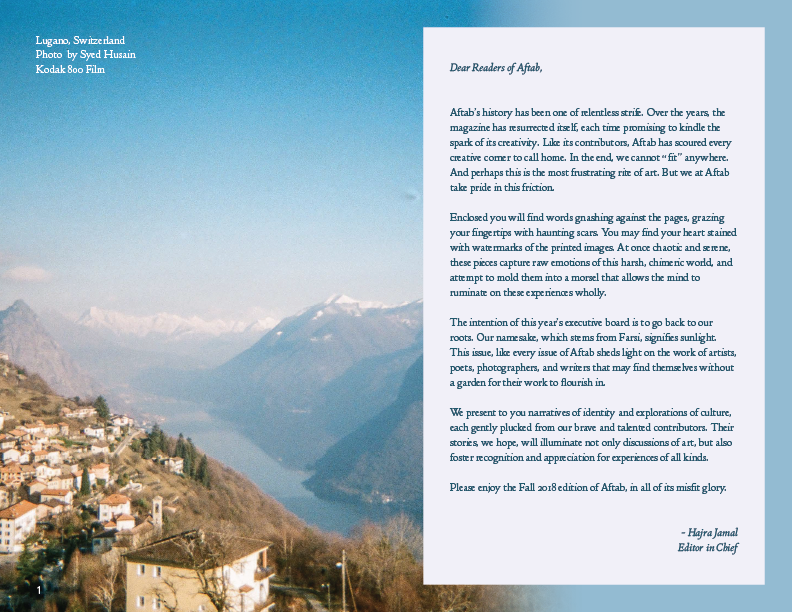 Lugano, Switzerland
Photo by Syed Husain
Kodak 800 Film
Dear Readers of Aftab,
Aftab's history has been one of relentless strife. Over the years, the
magazine has resurrected itself, each time promising to kindle the
spark of its creativity. Like its contributors, Aftab has scoured every
creative corner to call home. In the end, we cannot “fit” anywhere.
And perhaps this is the most frustrating rite of art. But we at Aftab
take pride in this friction.
Enclosed you will find words gnashing against the pages, grazing
your fingertips with haunting scars. You may find your heart stained
with watermarks of the printed images. At once chaotic and serene,
these pieces capture raw emotions of this harsh, chimeric world, and
attempt to mold them into a morsel that allows the mind to
ruminate on these experiences wholly.
The intention of this year's executive board is to go back to our
roots. Our namesake, which stems from Farsi, signifies sunlight.
This issue, like every issue of Aftab sheds light on the work of artists,
poets, photographers, and writers that may find themselves without
a garden for their work to flourish in.
We present to you narratives of identity and explorations of culture,
each gently plucked from our brave and talented contributors. Their
stories, we hope, will illuminate not only discussions of art, but also
foster recognition and appreciation for experiences of all kinds.
Please enjoy the Fall 2018 edition of Aftab, in all of its misfit glory.
- Hajra Jamal
Editor in Chief
1